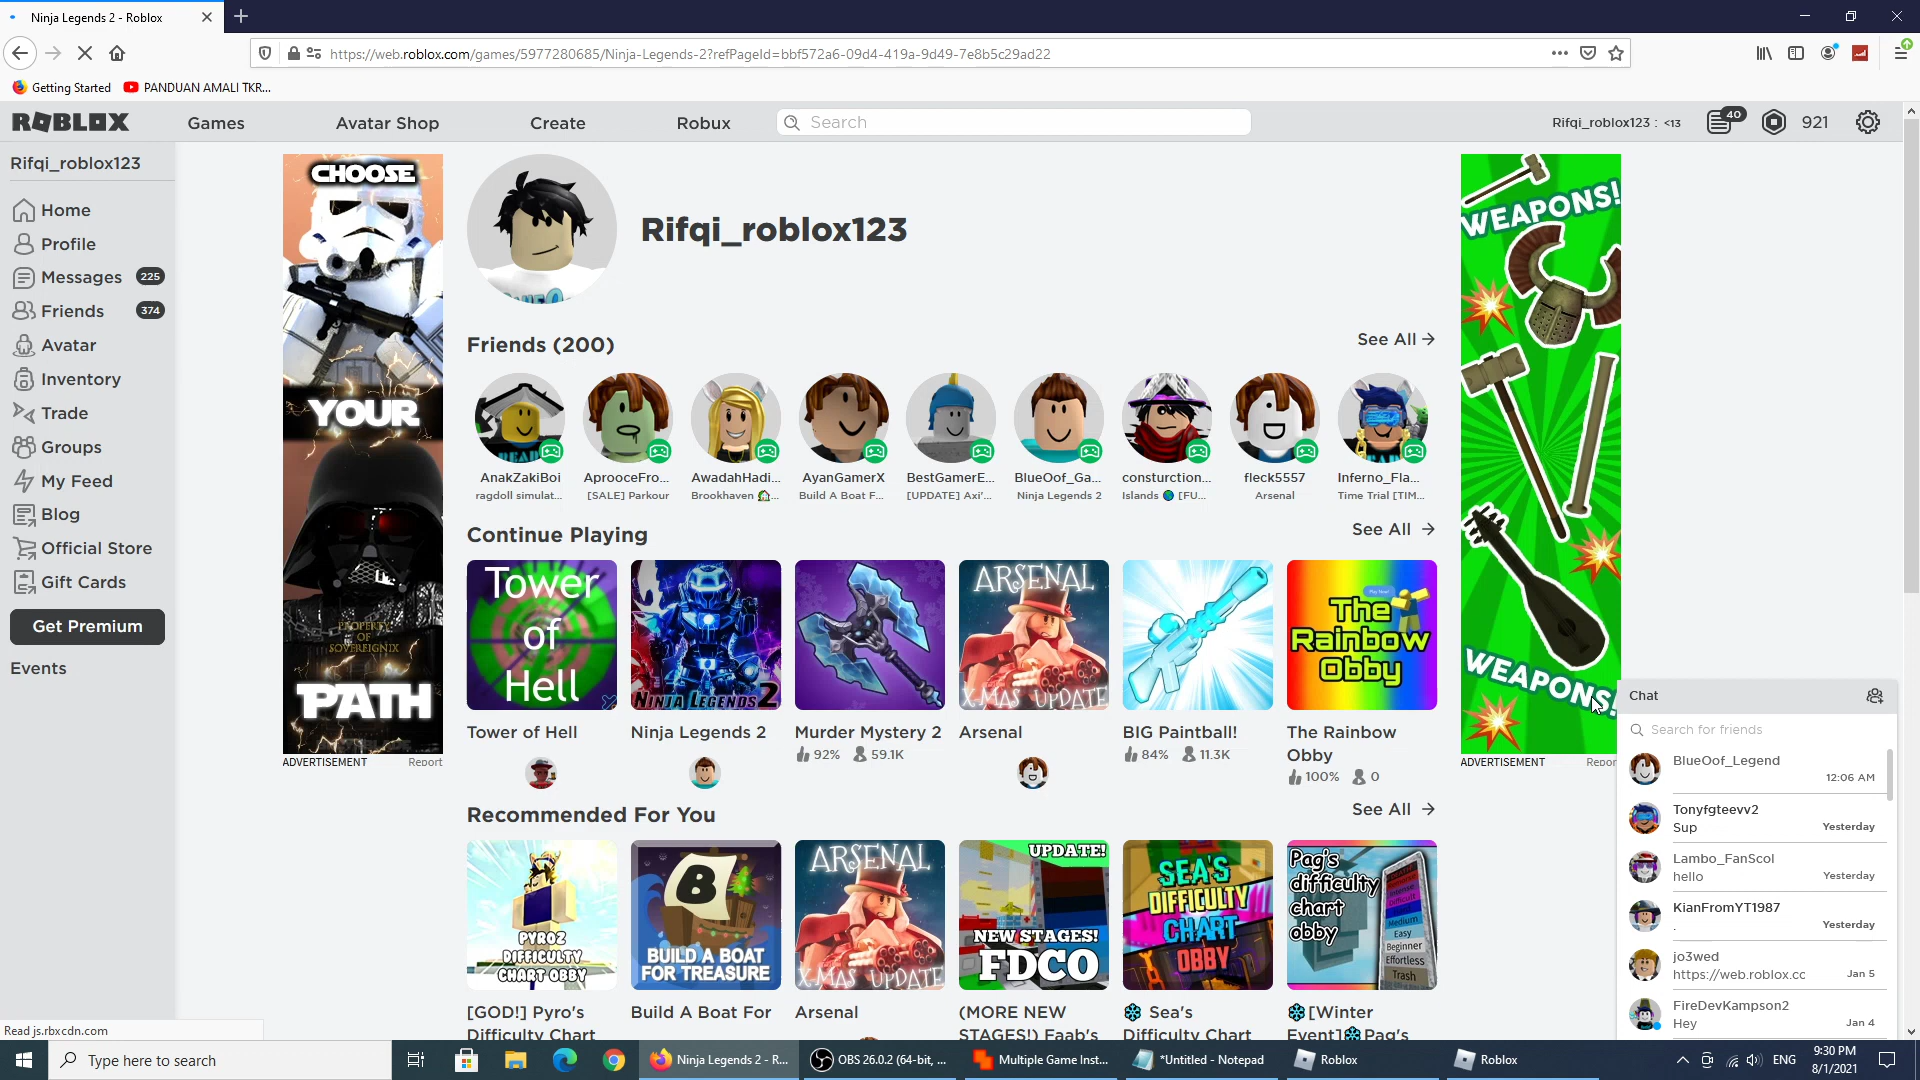 Ninja Legends 2 - Roblox
https://web.roblox.com/games/5977280685/Ninja-Legends-2?refPageId=bbf572a6-09d4-419a-9d49-7e8b5c29ad22
Getting Started
PANDUAN AMALI TKR...
ROBLOX
Games
Avatar Shop
Create
Robux
Search
Rifqi_roblox123 : <13
40
921
Rifqi_roblox123
Home
Profile
Messages 225
Friends 374
Avatar
Inventory
Trade
Groups
My Feed
Blog
Official Store
Gift Cards
Get Premium
Events
CHOOSE
YOUR
PROPERTY
OF
SOVEREIGNIX
PATH
ADVERTISEMENT
Report
Rifqi_roblox123
Friends (200)
See All
AnakZakiBoi
ragdoll simulat...
AprooceFro...
[SALE] Parkour
AwadahHadi...
Brookhaven 🏡...
AyanGamerX
Build A Boat F...
BestGamerE...
[UPDATE] Axi'...
BlueOof_Ga...
Ninja Legends 2
consturction...
Islands 🌎 [FU...
fleck5557
Arsenal
Inferno_Fla...
Time Trial [TIM...
Continue Playing
See All
Tower
of
Hell
NINJA LEGENDS 2
ARSENAL
X-MAS UPDATE
Play Now!
The
Rainbow
Obby
Tower of Hell
Ninja Legends 2
Murder Mystery 2
92% 59.1K
Arsenal
BIG Paintball!
84% 11.3K
The Rainbow
Obby
100% 0
Recommended For You
See All
PYROZ
DIFFICULTY
CHART OBBY
B
BUILD A BOAT
FOR TREASURE
ARSENAL
X-MAS UPDATE
UPDATE!
NEW STAGES!
FDCO
SEA'S
DIFFICULTY
CHART
OBBY
Pag's
difficulty
chart
obby
Medium
Easy
Beginner
Effortless
Trash
[GOD!] Pyro's
Difficulty Chart
Build A Boat For
Arsenal
(MORE NEW
STAGES!) Faab's
❄️ Sea's
Difficulty Chart
❄️[Winter
Event]❄️Pag's
WEAPONS!
WEAPONS!
ADVERTISEMENT
Repor
Chat
Search for friends
BlueOof_Legend
12:06 AM
Tonyfgteevv2
Sup
Yesterday
Lambo_FanScol
hello
Yesterday
KianFromYT1987
.
Yesterday
jo3wed
https://web.roblox.cc
Jan 5
FireDevKampson2
Hey
Jan 4
Read js.rbxcdn.com
Type here to search
Ninja Legends 2 - R...
OBS 26.0.2 (64-bit, ...
Multiple Game Inst...
*Untitled - Notepad
Roblox
Roblox
ENG
9:30 PM
8/1/2021